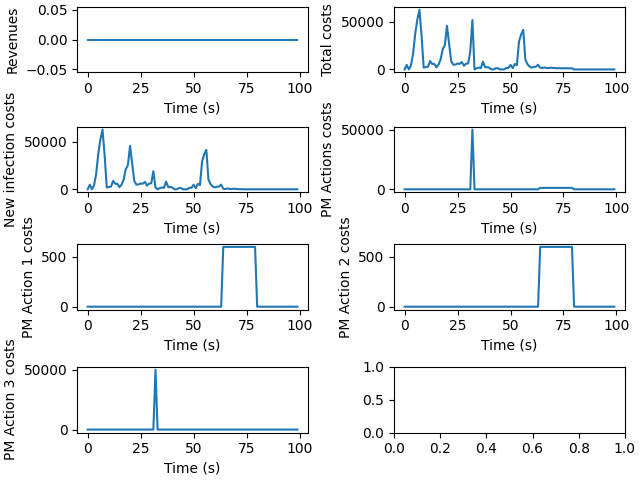 Revenues
0.05
0.00
−0.05
0 25 50 75 100
Time (s)
Total costs
50000
0
0 25 50 75 100
Time (s)
New infection costs
50000
0
0 25 50 75 100
Time (s)
PM Actions costs
50000
0
0 25 50 75 100
Time (s)
PM Action 1 costs
500
0
0 25 50 75 100
Time (s)
PM Action 2 costs
500
0
0 25 50 75 100
Time (s)
PM Action 3 costs
50000
0
0 25 50 75 100
Time (s)
1.0
0.5
0.0
0.0 0.2 0.4 0.6 0.8 1.0